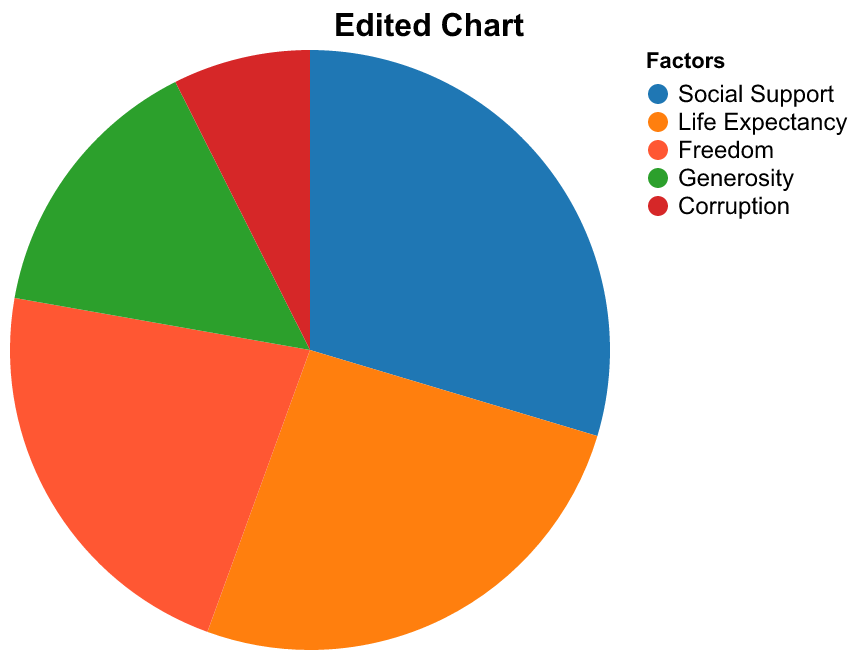 Edited Chart
Factors
Social Support
Life Expectancy
Freedom
Generosity
Corruption